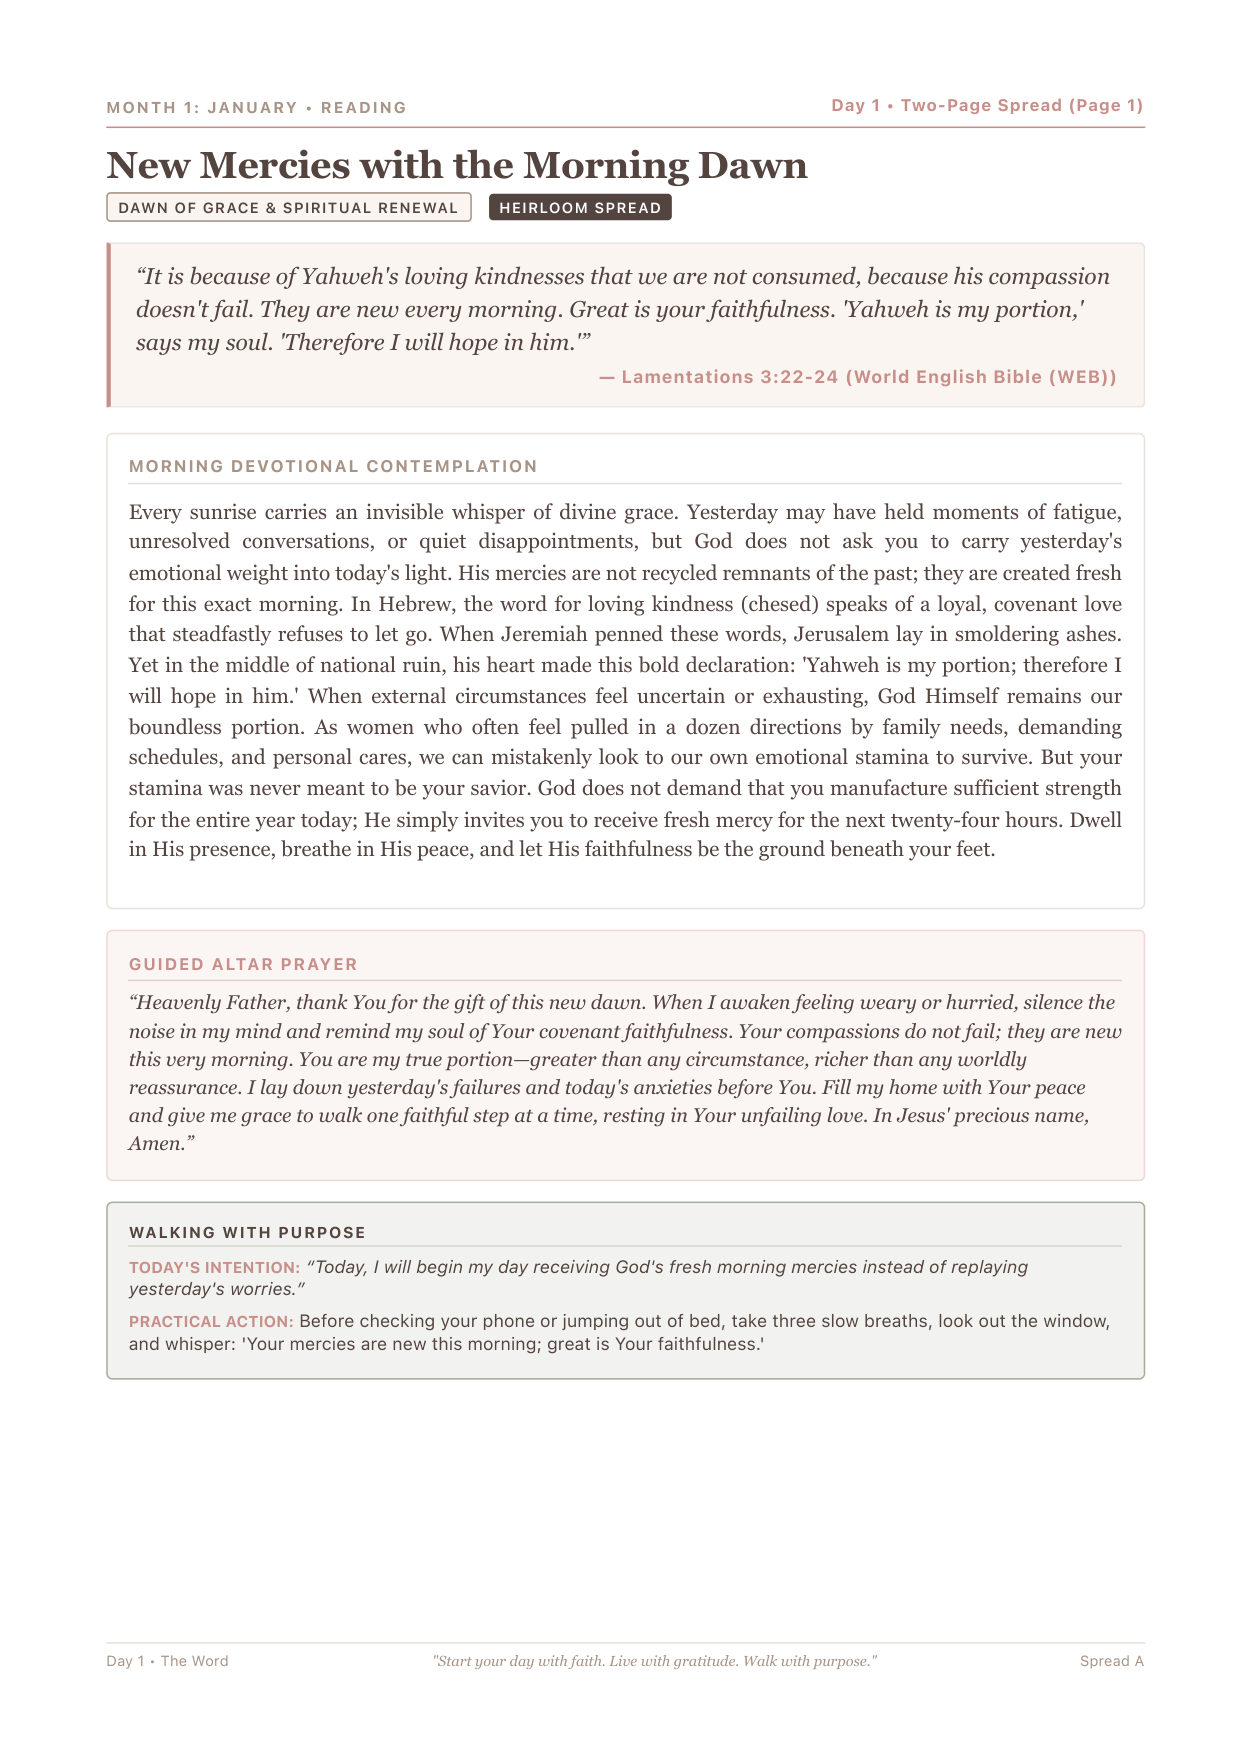 MONTH 1: JANUARY • READING
Day 1 • Two-Page Spread (Page 1)
New Mercies with the Morning Dawn
DAWN OF GRACE & SPIRITUAL RENEWAL
HEIRLOOM SPREAD
“It is because of Yahweh's loving kindnesses that we are not consumed, because his compassion
doesn't fail. They are new every morning. Great is your faithfulness. 'Yahweh is my portion,'
says my soul. 'Therefore I will hope in him.'”
— Lamentations 3:22-24 (World English Bible (WEB))
MORNING DEVOTIONAL CONTEMPLATION
Every sunrise carries an invisible whisper of divine grace. Yesterday may have held moments of fatigue,
unresolved conversations, or quiet disappointments, but God does not ask you to carry yesterday's
emotional weight into today's light. His mercies are not recycled remnants of the past; they are created fresh
for this exact morning. In Hebrew, the word for loving kindness (chesed) speaks of a loyal, covenant love
that steadfastly refuses to let go. When Jeremiah penned these words, Jerusalem lay in smoldering ashes.
Yet in the middle of national ruin, his heart made this bold declaration: 'Yahweh is my portion; therefore I
will hope in him.' When external circumstances feel uncertain or exhausting, God Himself remains our
boundless portion. As women who often feel pulled in a dozen directions by family needs, demanding
schedules, and personal cares, we can mistakenly look to our own emotional stamina to survive. But your
stamina was never meant to be your savior. God does not demand that you manufacture sufficient strength
for the entire year today; He simply invites you to receive fresh mercy for the next twenty-four hours. Dwell
in His presence, breathe in His peace, and let His faithfulness be the ground beneath your feet.
GUIDED ALTAR PRAYER
“Heavenly Father, thank You for the gift of this new dawn. When I awaken feeling weary or hurried, silence the
noise in my mind and remind my soul of Your covenant faithfulness. Your compassions do not fail; they are new
this very morning. You are my true portion—greater than any circumstance, richer than any worldly
reassurance. I lay down yesterday's failures and today's anxieties before You. Fill my home with Your peace
and give me grace to walk one faithful step at a time, resting in Your unfailing love. In Jesus' precious name,
Amen.”
WALKING WITH PURPOSE
TODAY'S INTENTION: “Today, I will begin my day receiving God's fresh morning mercies instead of replaying
yesterday's worries.”
PRACTICAL ACTION: Before checking your phone or jumping out of bed, take three slow breaths, look out the window,
and whisper: 'Your mercies are new this morning; great is Your faithfulness.'
Day 1 • The Word
"Start your day with faith. Live with gratitude. Walk with purpose."
Spread A